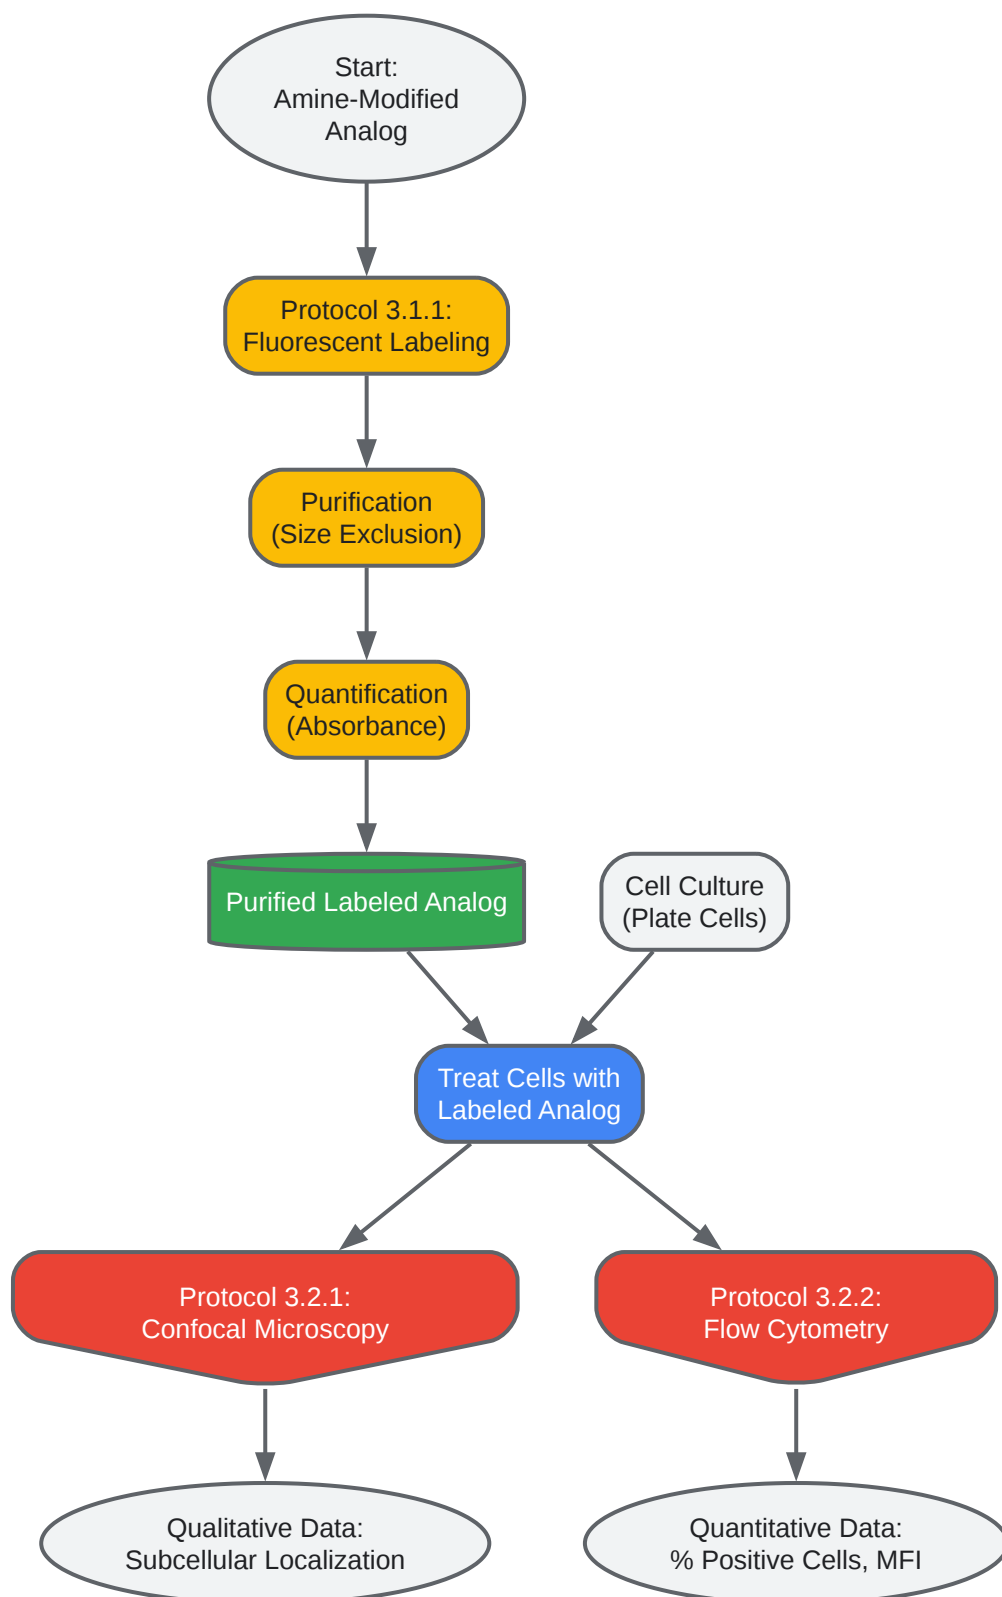 Start:
Amine-Modified
Analog
Protocol 3.1.1:
Fluorescent Labeling
Purification
(Size Exclusion)
Quantification
(Absorbance)
Purified Labeled Analog
Cell Culture
(Plate Cells)
Treat Cells with
Labeled Analog
Protocol 3.2.1:
Confocal Microscopy
Protocol 3.2.2:
Flow Cytometry
Qualitative Data:
Subcellular Localization
Quantitative Data:
% Positive Cells, MFI